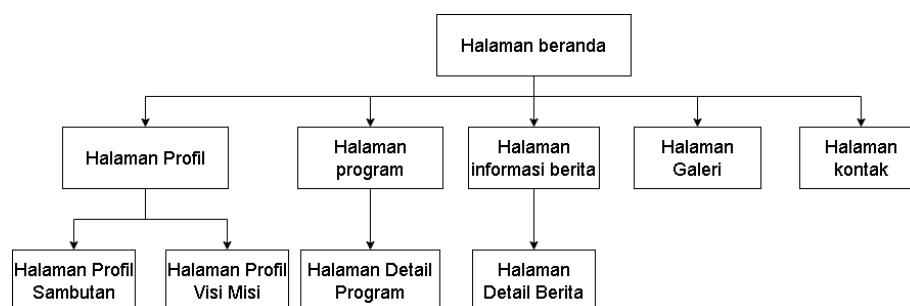 Halaman beranda
Halaman Profil
Halaman
program
Halaman
informasi berita
Halaman
Galeri
Halaman
kontak
Halaman Profil
Sambutan
Halaman Profil
Visi Misi
Halaman Detail
Program
Halaman
Detail Berita